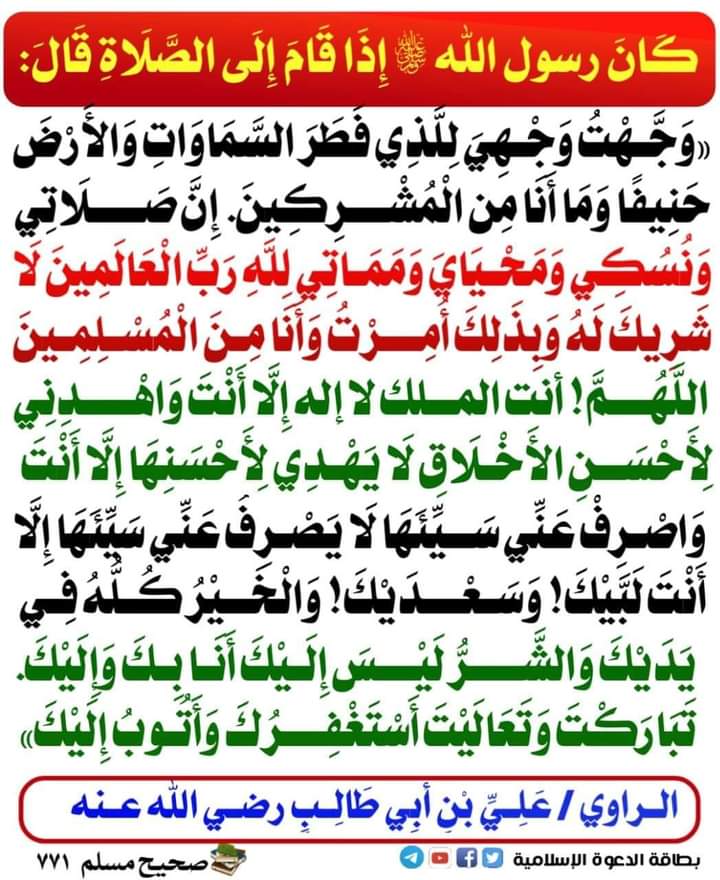 كَانَ رسول الله ﷺ إِذَا قَامَ إِلَى الصَّلَاةِ قَالَ:
«وَجَّهْتُ وَجْهِيَ لِلَّذِي فَطَرَ السَّمَاوَاتِ وَالأَرْضَ
حَنِيفًا وَمَا أَنَا مِن الْمُشْرِكِينَ. إِنَّ صَلَاتِي
وَنُسُكِي وَمَحْيَايَ وَمَمَاتِي لِلَّهِ رَبِّ الْعَالَمِينَ لَا
شَرِيكَ لَهُ وَبِذَلِكَ أُمِرْتُ وَأَنَا مِنَ الْمُسْلِمِينَ
اللَّهُمَّ! أنت الملك لا إله إِلَّا أَنْتَ وَاهْدِنِي
لِأَحْسَنِ الأَخْلَاقِ لَا يَهْدِي لِأَحْسَنِهَا إِلَّا أَنْتَ
وَاصْرِفْ عَنِّي سَيِّئَهَا لَا يَصْرِفُ عَنِّي سَيِّئَهَا إِلَّا
أَنْتَ لَبَّيْكَ! وَسَعْدَيْكَ! وَالْخَيْرُ كُلُّهُ فِي
يَدَيْكَ وَالشَّرُّ لَيْسَ إِلَيْكَ أَنَا بِكَ وَإِلَيْكَ.
تَبَارَكْتَ وَتَعَالَيْتَ أَسْتَغْفِرُكَ وَأَتُوبُ إِلَيْكَ»
الراوي / عَلِيِّ بْنِ أَبِي طَالِبٍ رضي الله عنه
بطاقة الدعوة الإسلامية صحيح مسلم ٧٧١